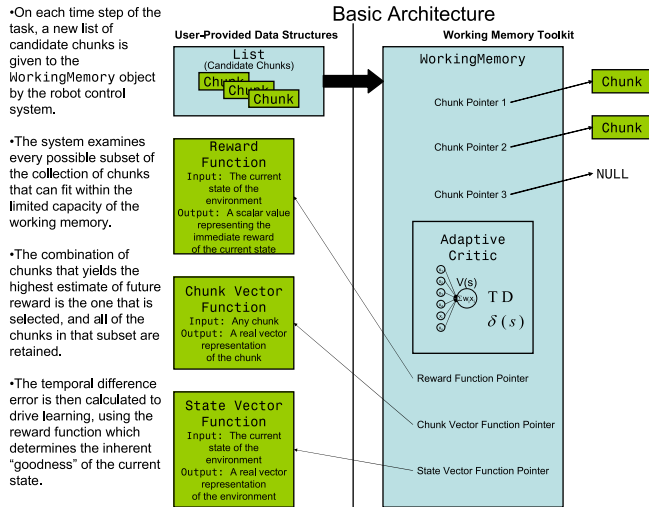 Basic Architecture
•On each time step of the
task, a new list of
candidate chunks is
given to the
WorkingMemory object
by the robot control
system.
•The system examines
every possible subset of
the collection of chunks
that can fit within the
limited capacity of the
working memory.
•The combination of
chunks that yields the
highest estimate of future
reward is the one that is
selected, and all of the
chunks in that subset are
retained.
•The temporal difference
error is then calculated to
drive learning, using the
reward function which
determines the inherent
“goodness” of the current
state.
User-Provided Data Structures
List
(Candidate Chunks)
Chunk
Chunk
Chunk
Reward
Function
Input: The current
state of the
environment
Output: A scalar value
representing the
immediate reward
of the current state
Chunk Vector
Function
Input: Any chunk
Output: A real vector
representation
of the chunk
State Vector
Function
Input: The current
state of the
environment
Output: A real vector
representation
of the environment
Working Memory Toolkit
WorkingMemory
Chunk Pointer 1
Chunk
Chunk Pointer 2
Chunk
Chunk Pointer 3
NULL
Adaptive
Critic
V(s)
TD
δ(s)
Reward Function Pointer
Chunk Vector Function Pointer
State Vector Function Pointer